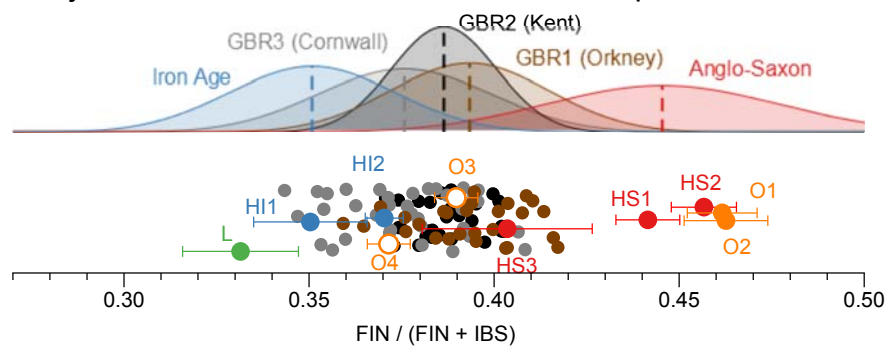 GBR2 (Kent)
GBR3 (Cornwall)
GBR1 (Orkney)
Iron Age
Anglo-Saxon
HI2
O3
HI1
HS1
HS2
O1
L
O4
HS3
O2
0.30
0.35
0.40
0.45
0.50
FIN / (FIN + IBS)